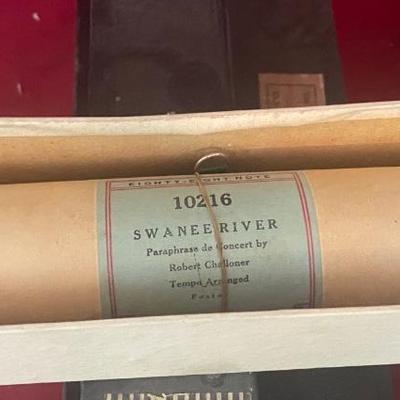 EIGHTY-EIGHT NOTE
10216
SWANEE RIVER
Paraphrase de Concert by
Robert Challoner
Tempo Arranged
Foster